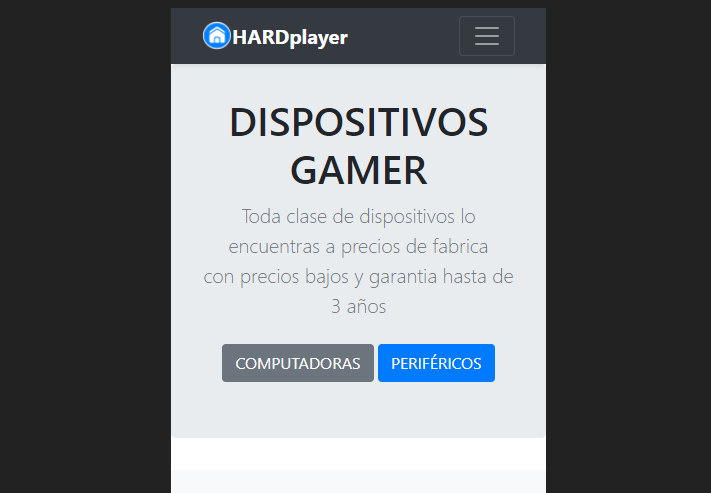 HARDplayer
DISPOSITIVOS
GAMER
Toda clase de dispositivos lo
encuentras a precios de fabrica
con precios bajos y garantia hasta de
3 años
COMPUTADORAS PERIFÉRICOS